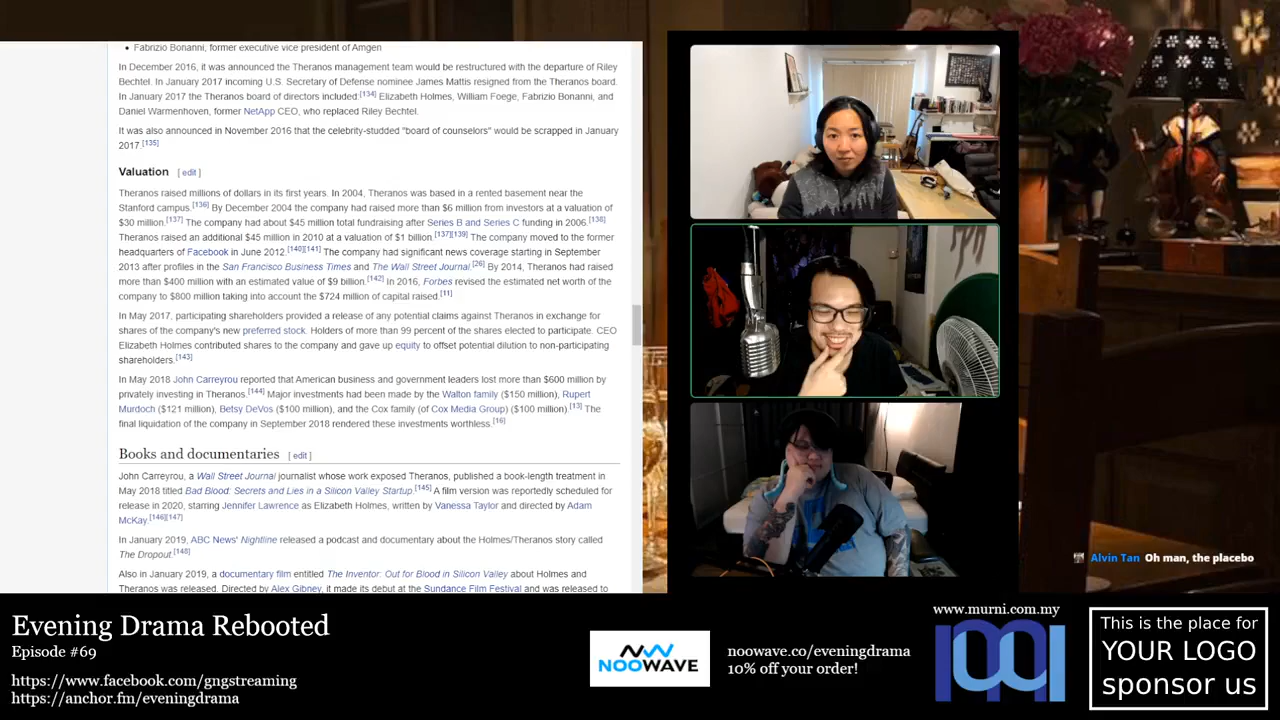 • Fabrizio Bonanni, former executive vice president of Amgen
In December 2016, it was announced the Theranos management team would be restructured with the departure of Riley
Bechtel. In January 2017 incoming U.S. Secretary of Defense nominee James Mattis resigned from the Theranos board.
In January 2017 the Theranos board of directors included:[134] Elizabeth Holmes, William Foege, Fabrizio Bonanni, and
Daniel Warmenhoven, former NetApp CEO, who replaced Riley Bechtel.
It was also announced in November 2016 that the celebrity-studded "board of counselors" would be scrapped in January
2017.[135]
Valuation [ edit ]
Theranos raised millions of dollars in its first years. In 2004, Theranos was based in a rented basement near the
Stanford campus.[136] By December 2004 the company had raised more than $6 million from investors at a valuation of
$30 million.[137] The company had about $45 million total fundraising after Series B and Series C funding in 2006.[138]
Theranos raised an additional $45 million in 2010 at a valuation of $1 billion.[137][139] The company moved to the former
headquarters of Facebook in June 2012.[140][141] The company had significant news coverage starting in September
2013 after profiles in the San Francisco Business Times and The Wall Street Journal.[26] By 2014, Theranos had raised
more than $400 million with an estimated value of $9 billion.[142] In 2016, Forbes revised the estimated net worth of the
company to $800 million taking into account the $724 million of capital raised.[11]
In May 2017, participating shareholders provided a release of any potential claims against Theranos in exchange for
shares of the company's new preferred stock. Holders of more than 99 percent of the shares elected to participate. CEO
Elizabeth Holmes contributed shares to the company and gave up equity to offset potential dilution to non-participating
shareholders.[143]
In May 2018 John Carreyrou reported that American business and government leaders lost more than $600 million by
privately investing in Theranos.[144] Major investments had been made by the Walton family ($150 million), Rupert
Murdoch ($121 million), Betsy DeVos ($100 million), and the Cox family (of Cox Media Group) ($100 million).[13] The
final liquidation of the company in September 2018 rendered these investments worthless.[16]
Books and documentaries [ edit ]
John Carreyrou, a Wall Street Journal journalist whose work exposed Theranos, published a book-length treatment in
May 2018 titled Bad Blood: Secrets and Lies in a Silicon Valley Startup.[145] A film version was reportedly scheduled for
release in 2020, starring Jennifer Lawrence as Elizabeth Holmes, written by Vanessa Taylor and directed by Adam
McKay.[146][147]
In January 2019, ABC News' Nightline released a podcast and documentary about the Holmes/Theranos story called
The Dropout.[148]
Also in January 2019, a documentary film entitled The Inventor: Out for Blood in Silicon Valley about Holmes and
Theranos was released. Directed by Alex Gibney, it made its debut at the Sundance Film Festival and was released to
Alvin Tan Oh man, the placebo
Evening Drama Rebooted
Episode #69
https://www.facebook.com/gngstreaming
https://anchor.fm/eveningdrama
NOOWAVE
noowave.co/eveningdrama
10% off your order!
www.murni.com.my
This is the place for
YOUR LOGO
sponsor us